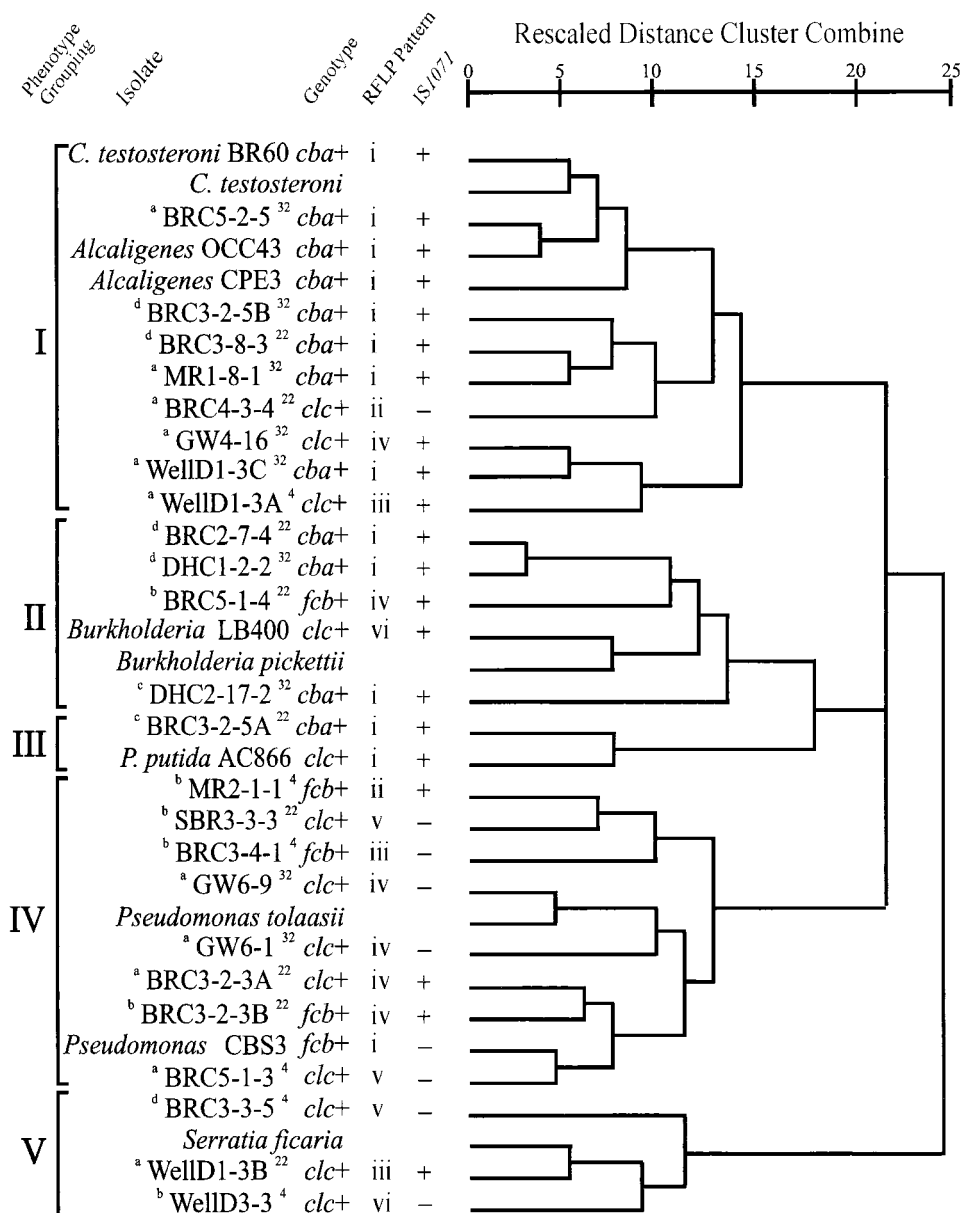 Rescaled Distance Cluster Combine
Phenotype Grouping Isolate Genotype RFLP Pattern IS1071
0 5 10 15 20 25
I
C. testosteroni BR60 cba+ i +
C. testosteroni
a BRC5-2-5 32 cba+ i +
Alcaligenes OCC43 cba+ i +
Alcaligenes CPE3 cba+ i +
d BRC3-2-5B 32 cba+ i +
d BRC3-8-3 22 cba+ i +
a MR1-8-1 32 cba+ i +
a BRC4-3-4 22 clc+ ii –
a GW4-16 32 clc+ iv +
a WellD1-3C 32 cba+ i +
a WellD1-3A 4 clc+ iii +
II
d BRC2-7-4 22 cba+ i +
d DHC1-2-2 32 cba+ i +
b BRC5-1-4 22 fcb+ iv +
Burkholderia LB400 clc+ vi +
Burkholderia pickettii
c DHC2-17-2 32 cba+ i +
III
c BRC3-2-5A 22 cba+ i +
P. putida AC866 clc+ i +
IV
b MR2-1-1 4 fcb+ ii +
b SBR3-3-3 22 clc+ v –
b BRC3-4-1 4 fcb+ iii –
a GW6-9 32 clc+ iv –
Pseudomonas tolaasii
a GW6-1 32 clc+ iv –
a BRC3-2-3A 22 clc+ iv +
b BRC3-2-3B 22 fcb+ iv +
Pseudomonas CBS3 fcb+ i –
a BRC5-1-3 4 clc+ v –
V
d BRC3-3-5 4 clc+ v –
Serratia ficaria
a WellD1-3B 22 clc+ iii +
b WellD3-3 4 clc+ vi –